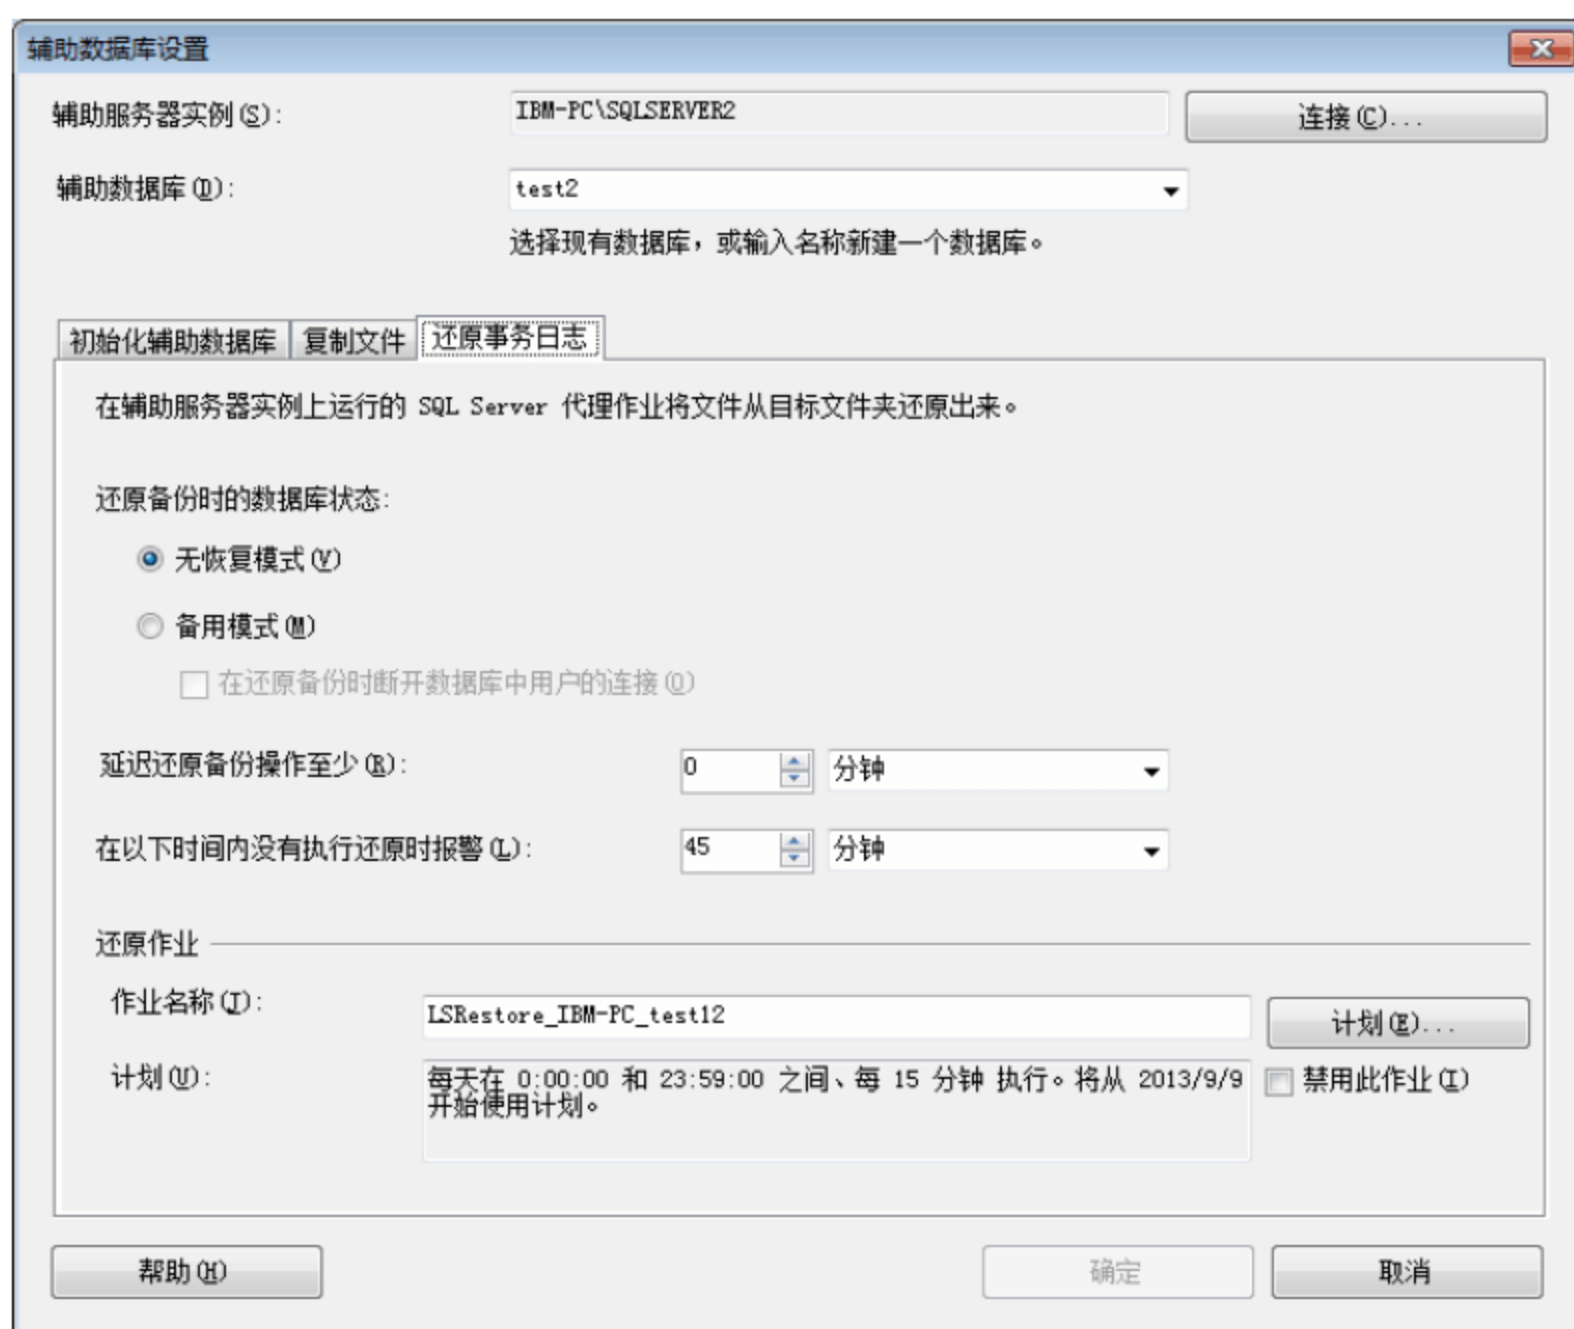 辅助数据库设置
辅助服务器实例(S):
IBM-PC\SQLSERVER2
连接(C)...
辅助数据库(D):
test2
选择现有数据库，或输入名称新建一个数据库。
初始化辅助数据库 复制文件 还原事务日志
在辅助服务器实例上运行的 SQL Server 代理作业将文件从目标文件夹还原出来。
还原备份时的数据库状态:
无恢复模式(V)
备用模式(M)
在还原备份时断开数据库中用户的连接(O)
延迟还原备份操作至少(R):
0 分钟
在以下时间内没有执行还原时报警(L):
45 分钟
还原作业
作业名称(J):
LSRestore_IBM-PC_test12
计划(E)...
计划(U):
每天在 0:00:00 和 23:59:00 之间、每 15 分钟 执行。将从 2013/9/9
开始使用计划。
禁用此作业(I)
帮助(H)
确定
取消